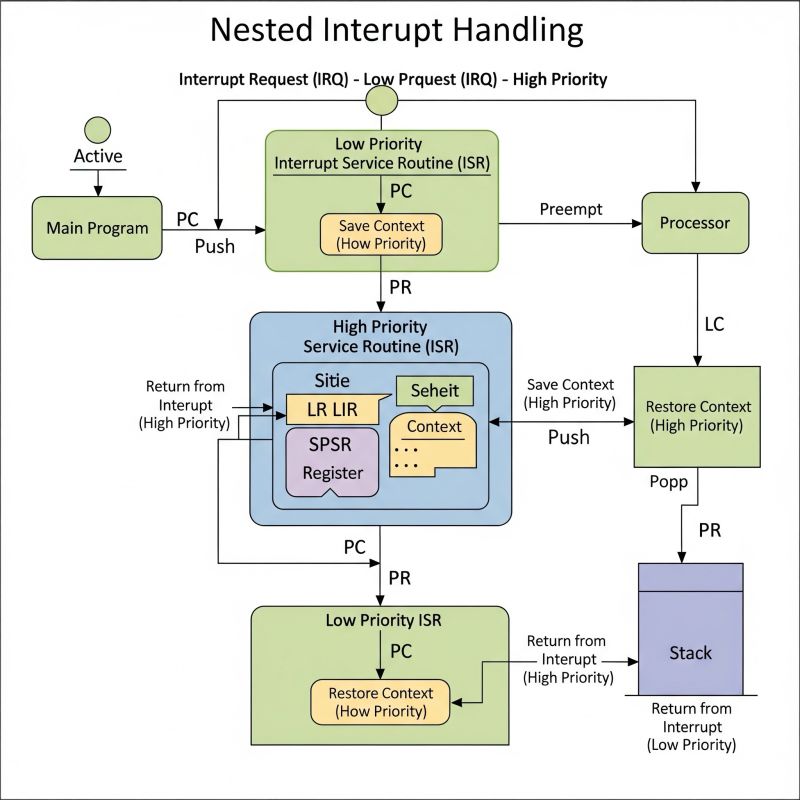 Nested Interupt Handling
Interrupt Request (IRQ) - Low Prquest (IRQ) - High Priority
Active
Main Program
PC
Push
Low Priority
Interrupt Service Routine (ISR)
PC
Save Context
(How Priority)
Preempt
Processor
PR
LC
High Priority
Service Routine (ISR)
Sitie
LR LIR
SPSR
Register
Seheit
Context
Return from
Interupt
(High Priority)
Save Context
(High Priority)
Push
Restore Context
(High Priority)
Popp
PR
PC
PR
Low Priority ISR
PC
Restore Context
(How Priority)
Return from
Interupt
(High Priority)
Stack
Return from
Interupt
(Low Priority)